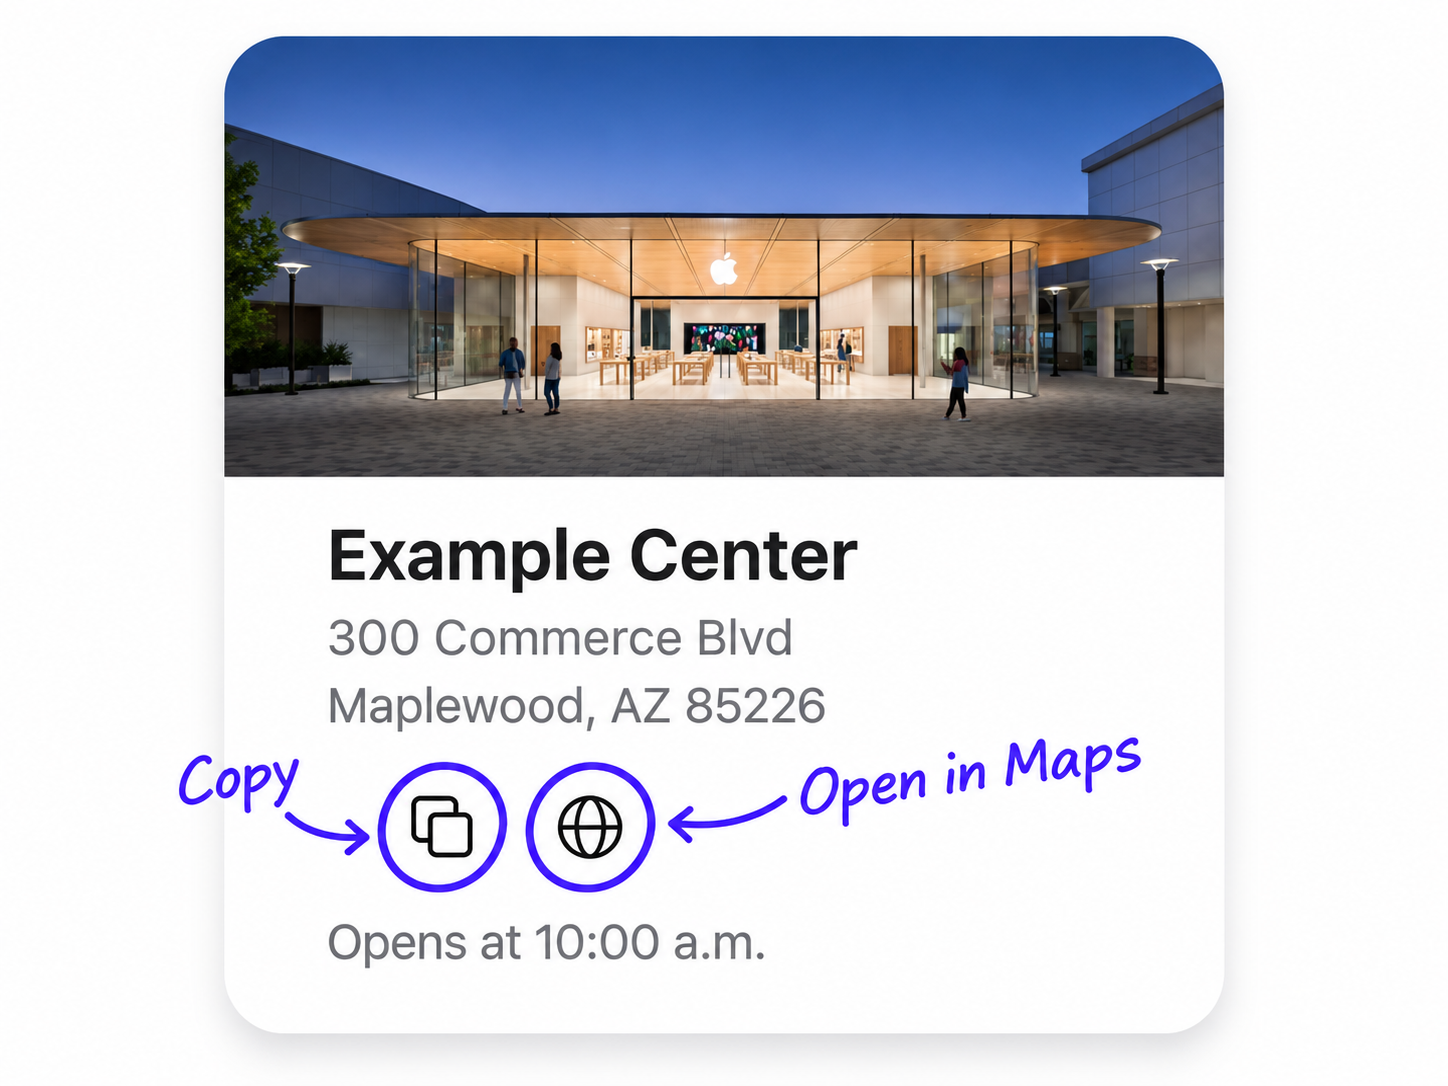 Example Center
300 Commerce Blvd
Maplewood, AZ 85226
Copy
Open in Maps
Opens at 10:00 a.m.